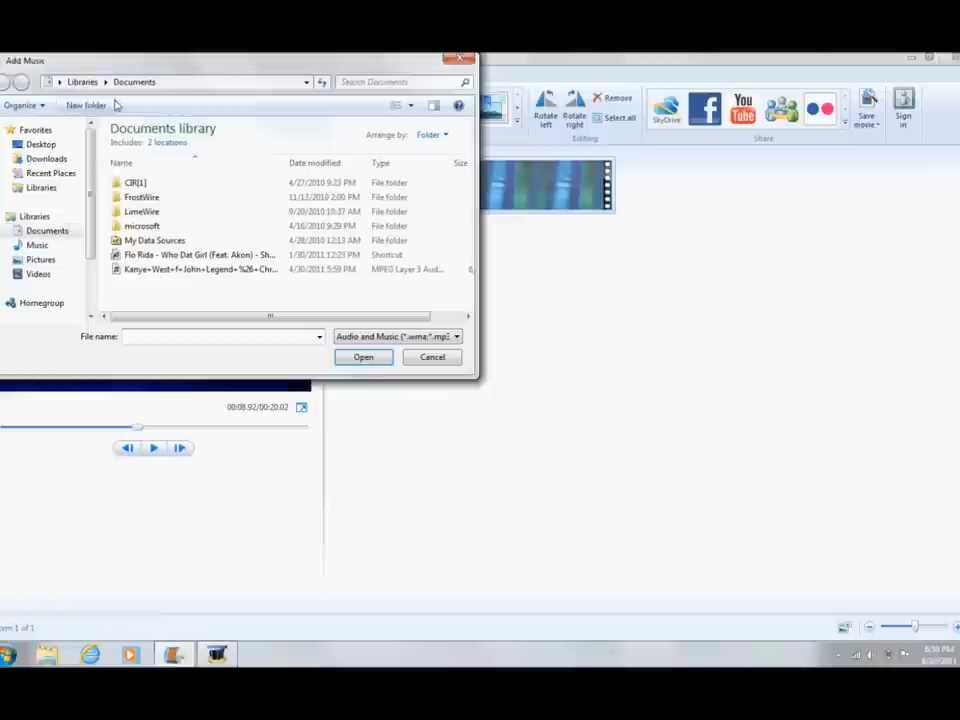 Add Music
Libraries Documents
Search Documents
Organize
New folder
Favorites
Desktop
Downloads
Recent Places
Libraries
Libraries
Documents
Music
Pictures
Videos
Homegroup
Documents library
Includes: 2 locations
Arrange by: Folder
Name Date modified Type Size
CIR[1] 4/27/2010 9:23 PM File folder
FrostWire 11/13/2010 2:00 PM File folder
LimeWire 9/20/2010 10:37 AM File folder
microsoft 4/16/2010 9:29 PM File folder
My Data Sources 4/28/2010 12:13 AM File folder
Flo Rida - Who Dat Girl (Feat. Akon) - Sh... 1/30/2011 12:23 PM Shortcut
Kanye+West+f+John+Legend+%26+Chr... 4/30/2011 5:59 PM MPEG Layer 3 Aud...
File name:
Audio and Music (*.wma;*.mp3
Open
Cancel
Rotate left
Rotate right
Remove
Select all
Editing
SkyDrive
You Tube
Share
Save movie
Sign in
00:08.92/00:20.02
tem 1 of 1